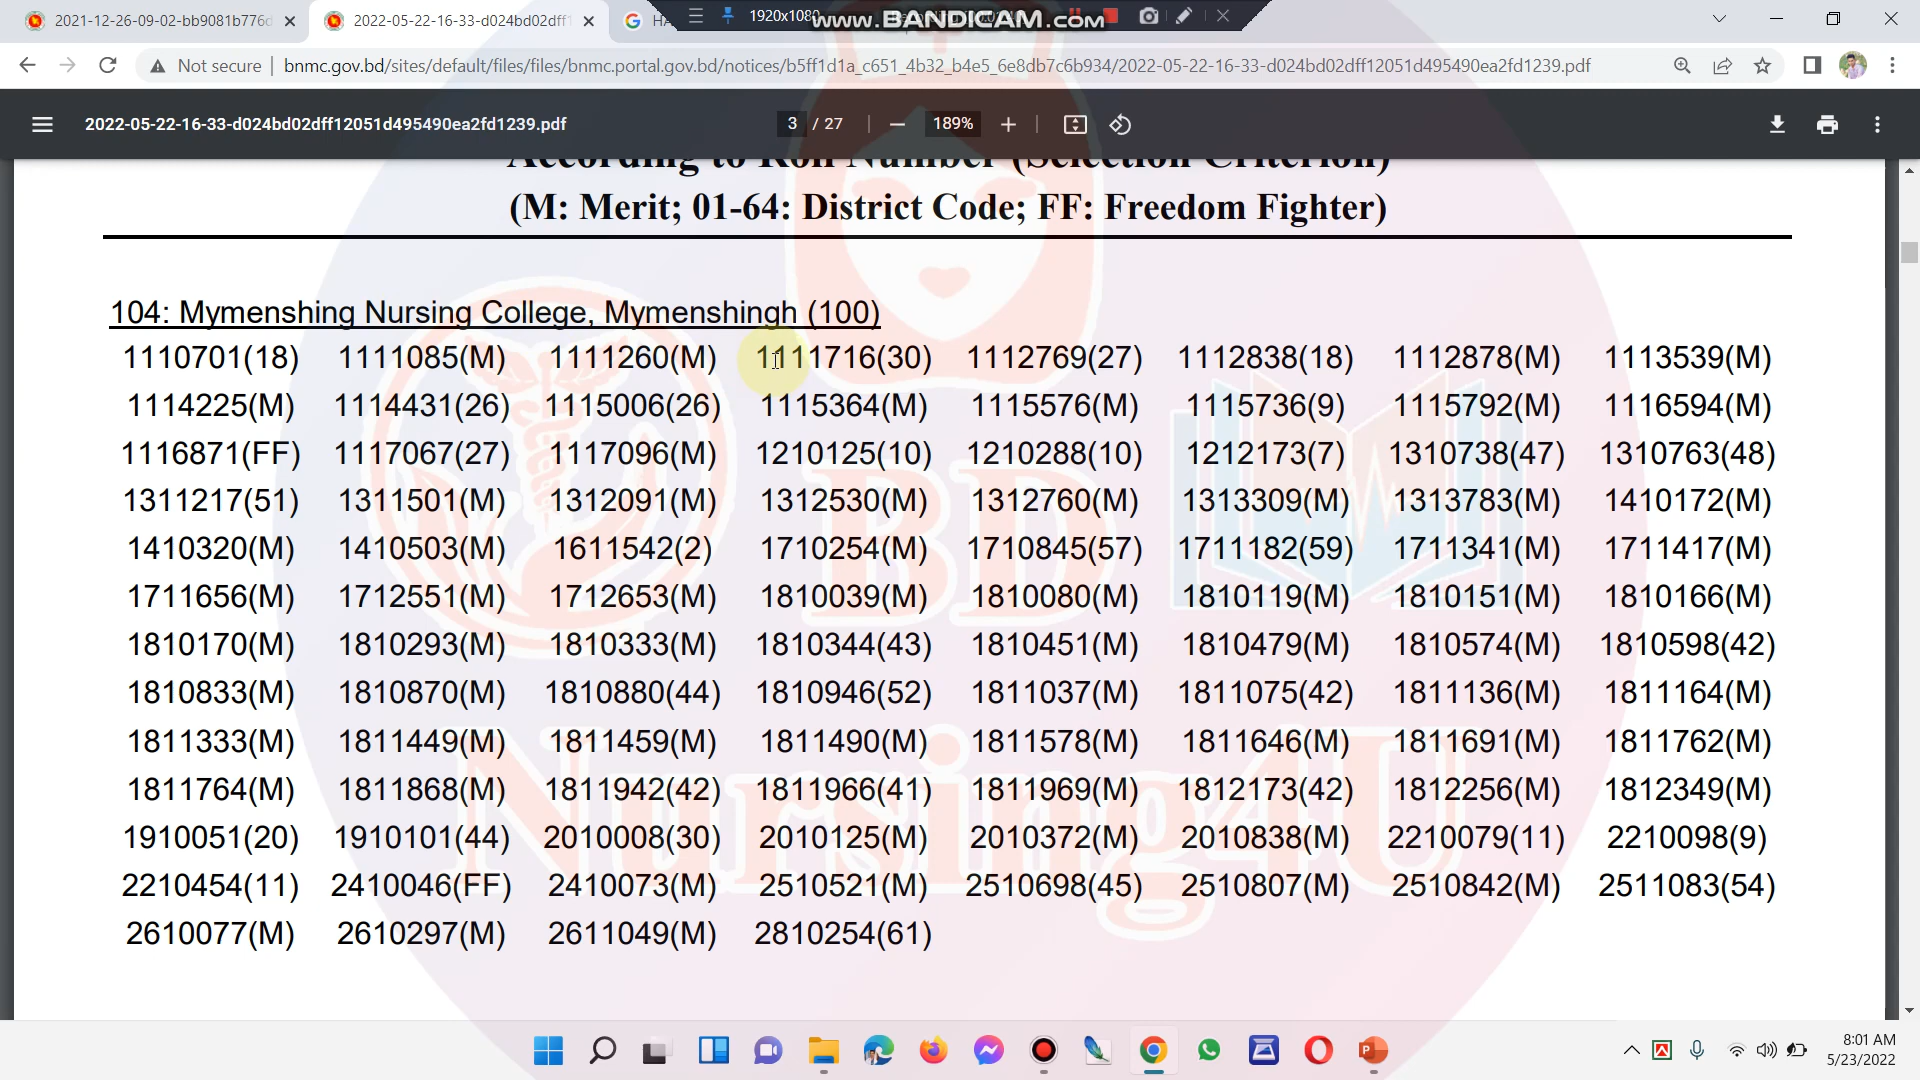 2021-12-26-09-02-bb9081b776d
2022-05-22-16-33-d024bd02dff1
1920x1080
www.BANDICAM.com
Not secure
bnmc.gov.bd/sites/default/files/files/bnmc.portal.gov.bd/notices/b5ff1d1a_c651_4b32_b4e5_6e8db7c6b934/2022-05-22-16-33-d024bd02dff12051d495490ea2fd1239.pdf
2022-05-22-16-33-d024bd02dff12051d495490ea2fd1239.pdf
3 / 27
189%
According to Roll Number (Selection Criterion)
(M: Merit; 01-64: District Code; FF: Freedom Fighter)
104: Mymenshing Nursing College, Mymenshingh (100)
1110701(18) 1111085(M) 1111260(M) 1111716(30) 1112769(27) 1112838(18) 1112878(M) 1113539(M)
1114225(M) 1114431(26) 1115006(26) 1115364(M) 1115576(M) 1115736(9) 1115792(M) 1116594(M)
1116871(FF) 1117067(27) 1117096(M) 1210125(10) 1210288(10) 1212173(7) 1310738(47) 1310763(48)
1311217(51) 1311501(M) 1312091(M) 1312530(M) 1312760(M) 1313309(M) 1313783(M) 1410172(M)
1410320(M) 1410503(M) 1611542(2) 1710254(M) 1710845(57) 1711182(59) 1711341(M) 1711417(M)
1711656(M) 1712551(M) 1712653(M) 1810039(M) 1810080(M) 1810119(M) 1810151(M) 1810166(M)
1810170(M) 1810293(M) 1810333(M) 1810344(43) 1810451(M) 1810479(M) 1810574(M) 1810598(42)
1810833(M) 1810870(M) 1810880(44) 1810946(52) 1811037(M) 1811075(42) 1811136(M) 1811164(M)
1811333(M) 1811449(M) 1811459(M) 1811490(M) 1811578(M) 1811646(M) 1811691(M) 1811762(M)
1811764(M) 1811868(M) 1811942(42) 1811966(41) 1811969(M) 1812173(42) 1812256(M) 1812349(M)
1910051(20) 1910101(44) 2010008(30) 2010125(M) 2010372(M) 2010838(M) 2210079(11) 2210098(9)
2210454(11) 2410046(FF) 2410073(M) 2510521(M) 2510698(45) 2510807(M) 2510842(M) 2511083(54)
2610077(M) 2610297(M) 2611049(M) 2810254(61)
BD
Nursing4U
8:01 AM
5/23/2022